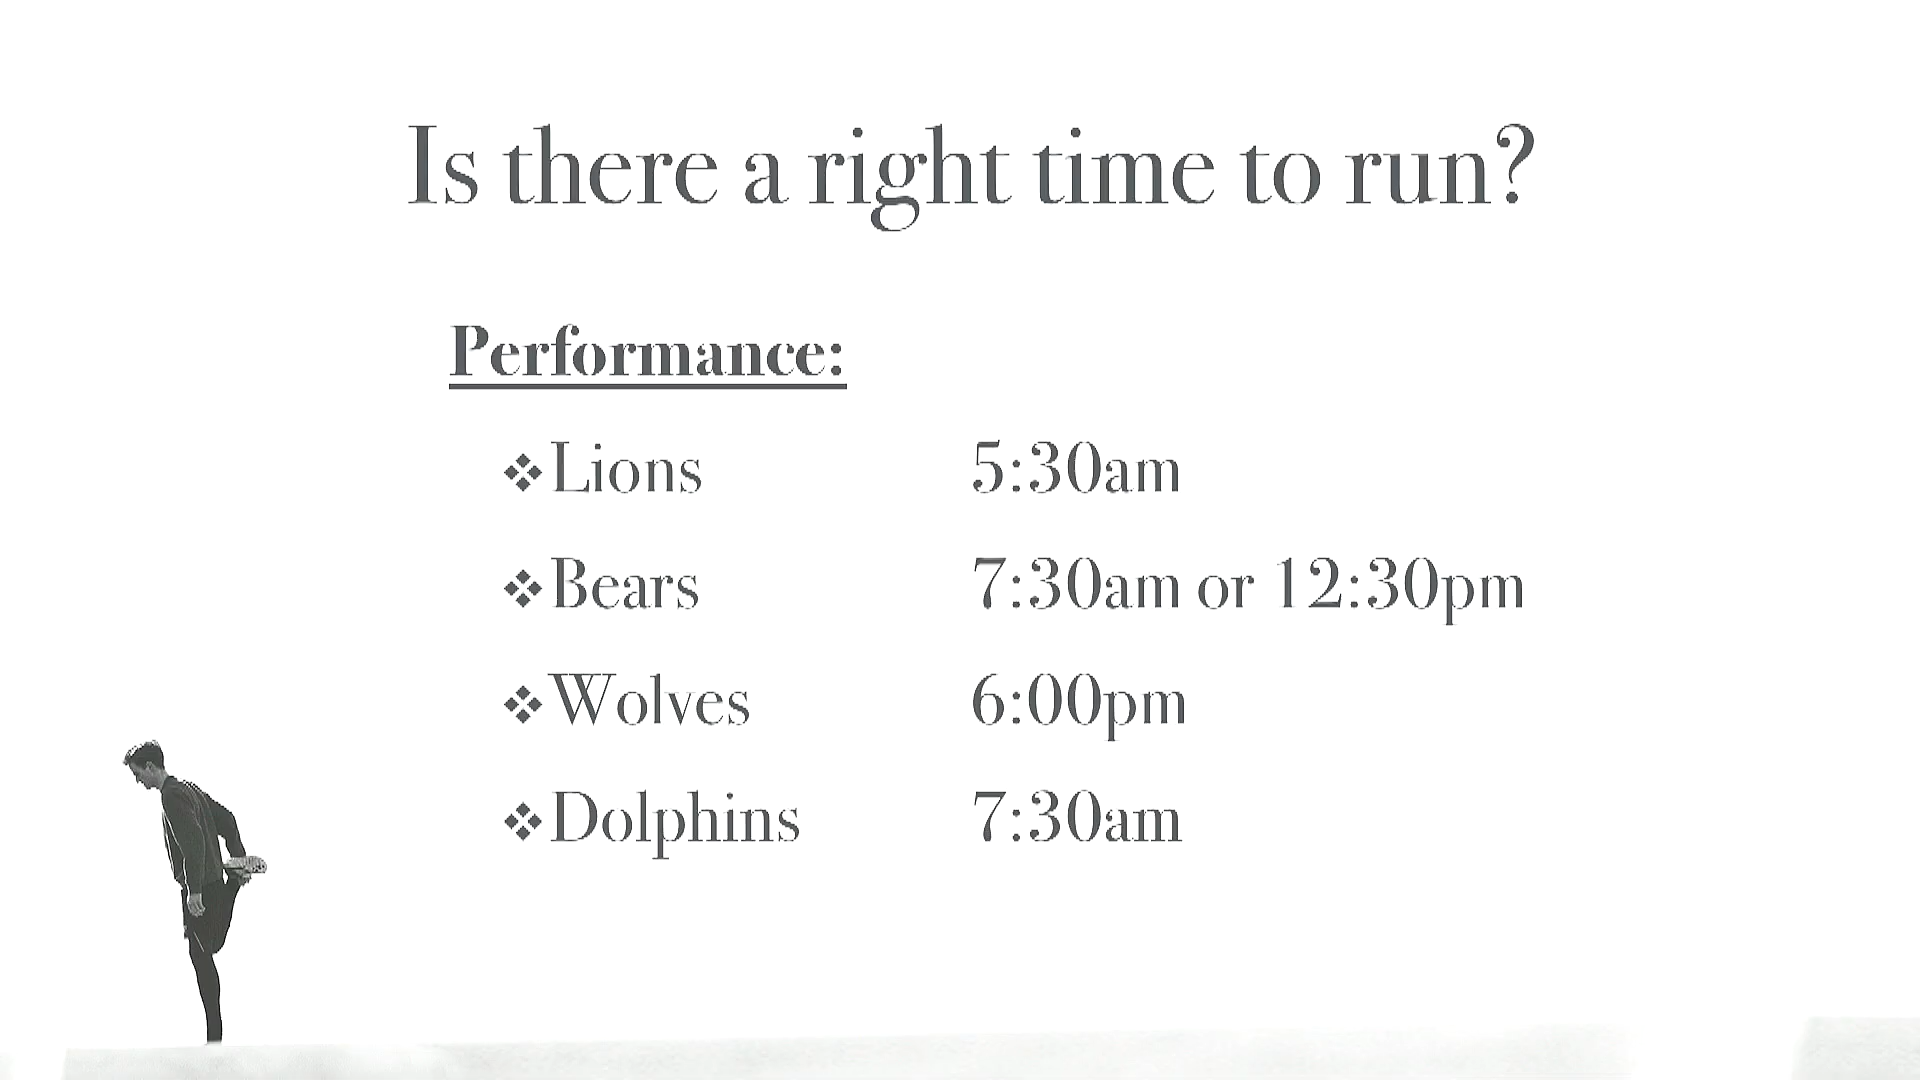 Is there a right time to run?
Performance:
❖Lions 5:30am
❖Bears 7:30am or 12:30pm
❖Wolves 6:00pm
❖Dolphins 7:30am